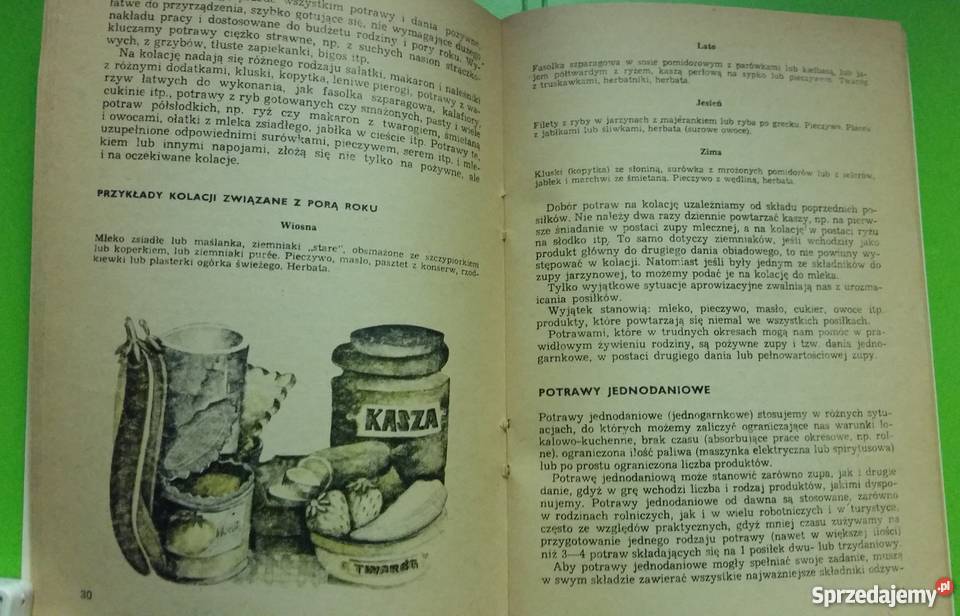 wszystkim potrawy i dania pożywne,
łatwe do przyrządzenia, szybko gotujące się, nie wymagające dużego
nakładu pracy i dostosowane do budżetu rodziny i pory roku. Wy-
kluczamy potrawy ciężko strawne, np. z suchych nasion strączko-
wych, z grzybów, tłuste zapiekanki, bigos itp.
Na kolację nadają się różnego rodzaju sałatki, makaron i naleśniki
z różnymi dodatkami, kluski, kopytka, leniwe pierogi, potrawy z wa-
rzyw łatwych do wykonania, jak fasolka szparagowa, kalafiory,
cukinie itp., potrawy z ryb gotowanych czy smażonych, pasty i wiele
potraw półsłodkich, np. ryż czy makaron z twarogiem, śmietaną
i owocami, ołatki z mleka zsiadłego, jabłka w cieście itp. Potrawy te,
uzupełnione odpowiednimi surówkami, pieczywem, serem itp. i mle-
kiem lub innymi napojami, złożą się nie tylko na pożywne, ale
i na oczekiwane kolacje.
PRZYKŁADY KOLACJI ZWIĄZANE Z PORĄ ROKU
Wiosna
Mleko zsiadłe lub maślanka, ziemniaki „stare”, obsmażone ze szczypiorkiem
lub koperkiem, lub ziemniaki purée. Pieczywo, masło, pasztet z konserw, rzod-
kiewki lub plasterki ogórka świeżego. Herbata.
KASZA
TWARÓG
30
Lato
Fasolka szparagowa w sosie pomidorowym z parówkami lub kiełbasą, lub ja-
jem półtwardym z ryżem, kaszą perłową na sypko lub pieczywem. Twaróg
z truskawkami, herbatniki, herbata.
Jesień
Filety z ryby w jarzynach z majerankiem lub ryba po grecku. Pieczywo. Placek
z jabłkami lub śliwkami, herbata (surowe owoce).
Zima
Kluski (kopytka) ze słoniną, surówka z mrożonych pomidorów lub z selerów,
jabłek i marchwi ze śmietaną. Pieczywo z wędliną, herbata.
Dobór potraw na kolację uzależniamy od składu poprzednich po-
siłków. Nie należy dwa razy dziennie powtarzać kaszy, np. na pierw-
sze śniadanie w postaci zupy mlecznej, a na kolację w postaci ryżu
na słodko itp. To samo dotyczy ziemniaków, jeśli wchodziły jako
produkt główny do drugiego dania obiadowego, to nie powinny wy-
stępować w kolacji. Natomiast jeśli były jednym ze składników do
zupy jarzynowej, to możemy podać je na kolację do mleka.
Tylko wyjątkowe sytuacje aprowizacyjne zwalniają nas z urozma-
icania posiłków.
Wyjątek stanowią: mleko, pieczywo, masło, cukier, owoce itp.
produkty, które powtarzają się niemal we wszystkich posiłkach.
Potrawami, które w trudnych okresach mogą nam pomóc w pra-
widłowym żywieniu rodziny, są pożywne zupy i tzw. dania jedno-
garnkowe, w postaci drugiego dania lub pełnowartościowej zupy.
POTRAWY JEDNODANIOWE
Potrawy jednodaniowe (jednogarnkowe) stosujemy w różnych sytu-
acjach, do których możemy zaliczyć ograniczające nas warunki lo-
kalowo-kuchenne, brak czasu (absorbujące prace okresowe, np. rol-
ne), ograniczona ilość paliwa (maszynka elektryczna lub spirytusowa)
lub po prostu ograniczona liczba produktów.
Potrawę jednodaniową może stanowić zarówno zupa, jak i drugie
danie, gdyż w grę wchodzi liczba i rodzaj produktów, jakimi dyspo-
nujemy. Potrawy jednodaniowe od dawna są stosowane, zarówno
w rodzinach rolniczych, jak i w wielu robotniczych i w turystyce,
często ze względów praktycznych, gdyż mniej czasu zużywamy na
przygotowanie jednego rodzaju potrawy (nawet w większej ilości)
niż 3—4 potraw składających się na 1 posiłek dwu- lub trzydaniowy.
Aby potrawy jednodaniowe mogły spełniać swoje zadanie, muszą
w swym składzie zawierać wszystkie najważniejsze składniki odżyw-
Sprzedajemy.pl